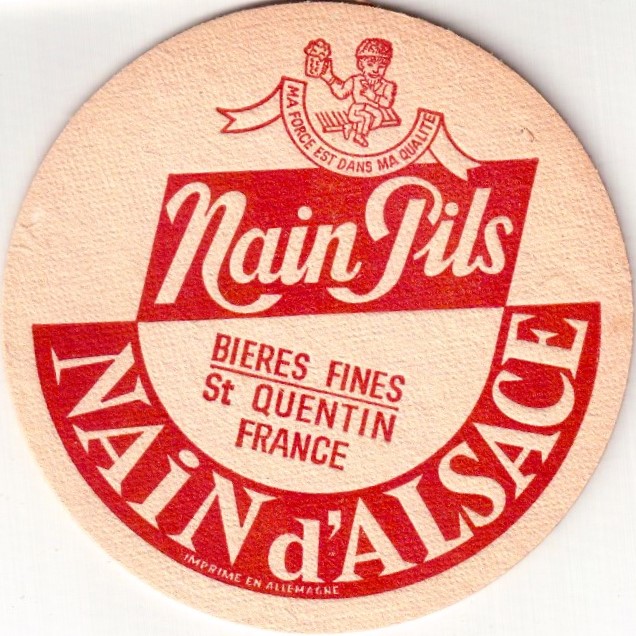 MA FORCE EST DANS MA QUALITE
Nain Pils
BIERES FINES
St QUENTIN
FRANCE
NAiN d'ALSACE
IMPRIME EN ALLEMAGNE